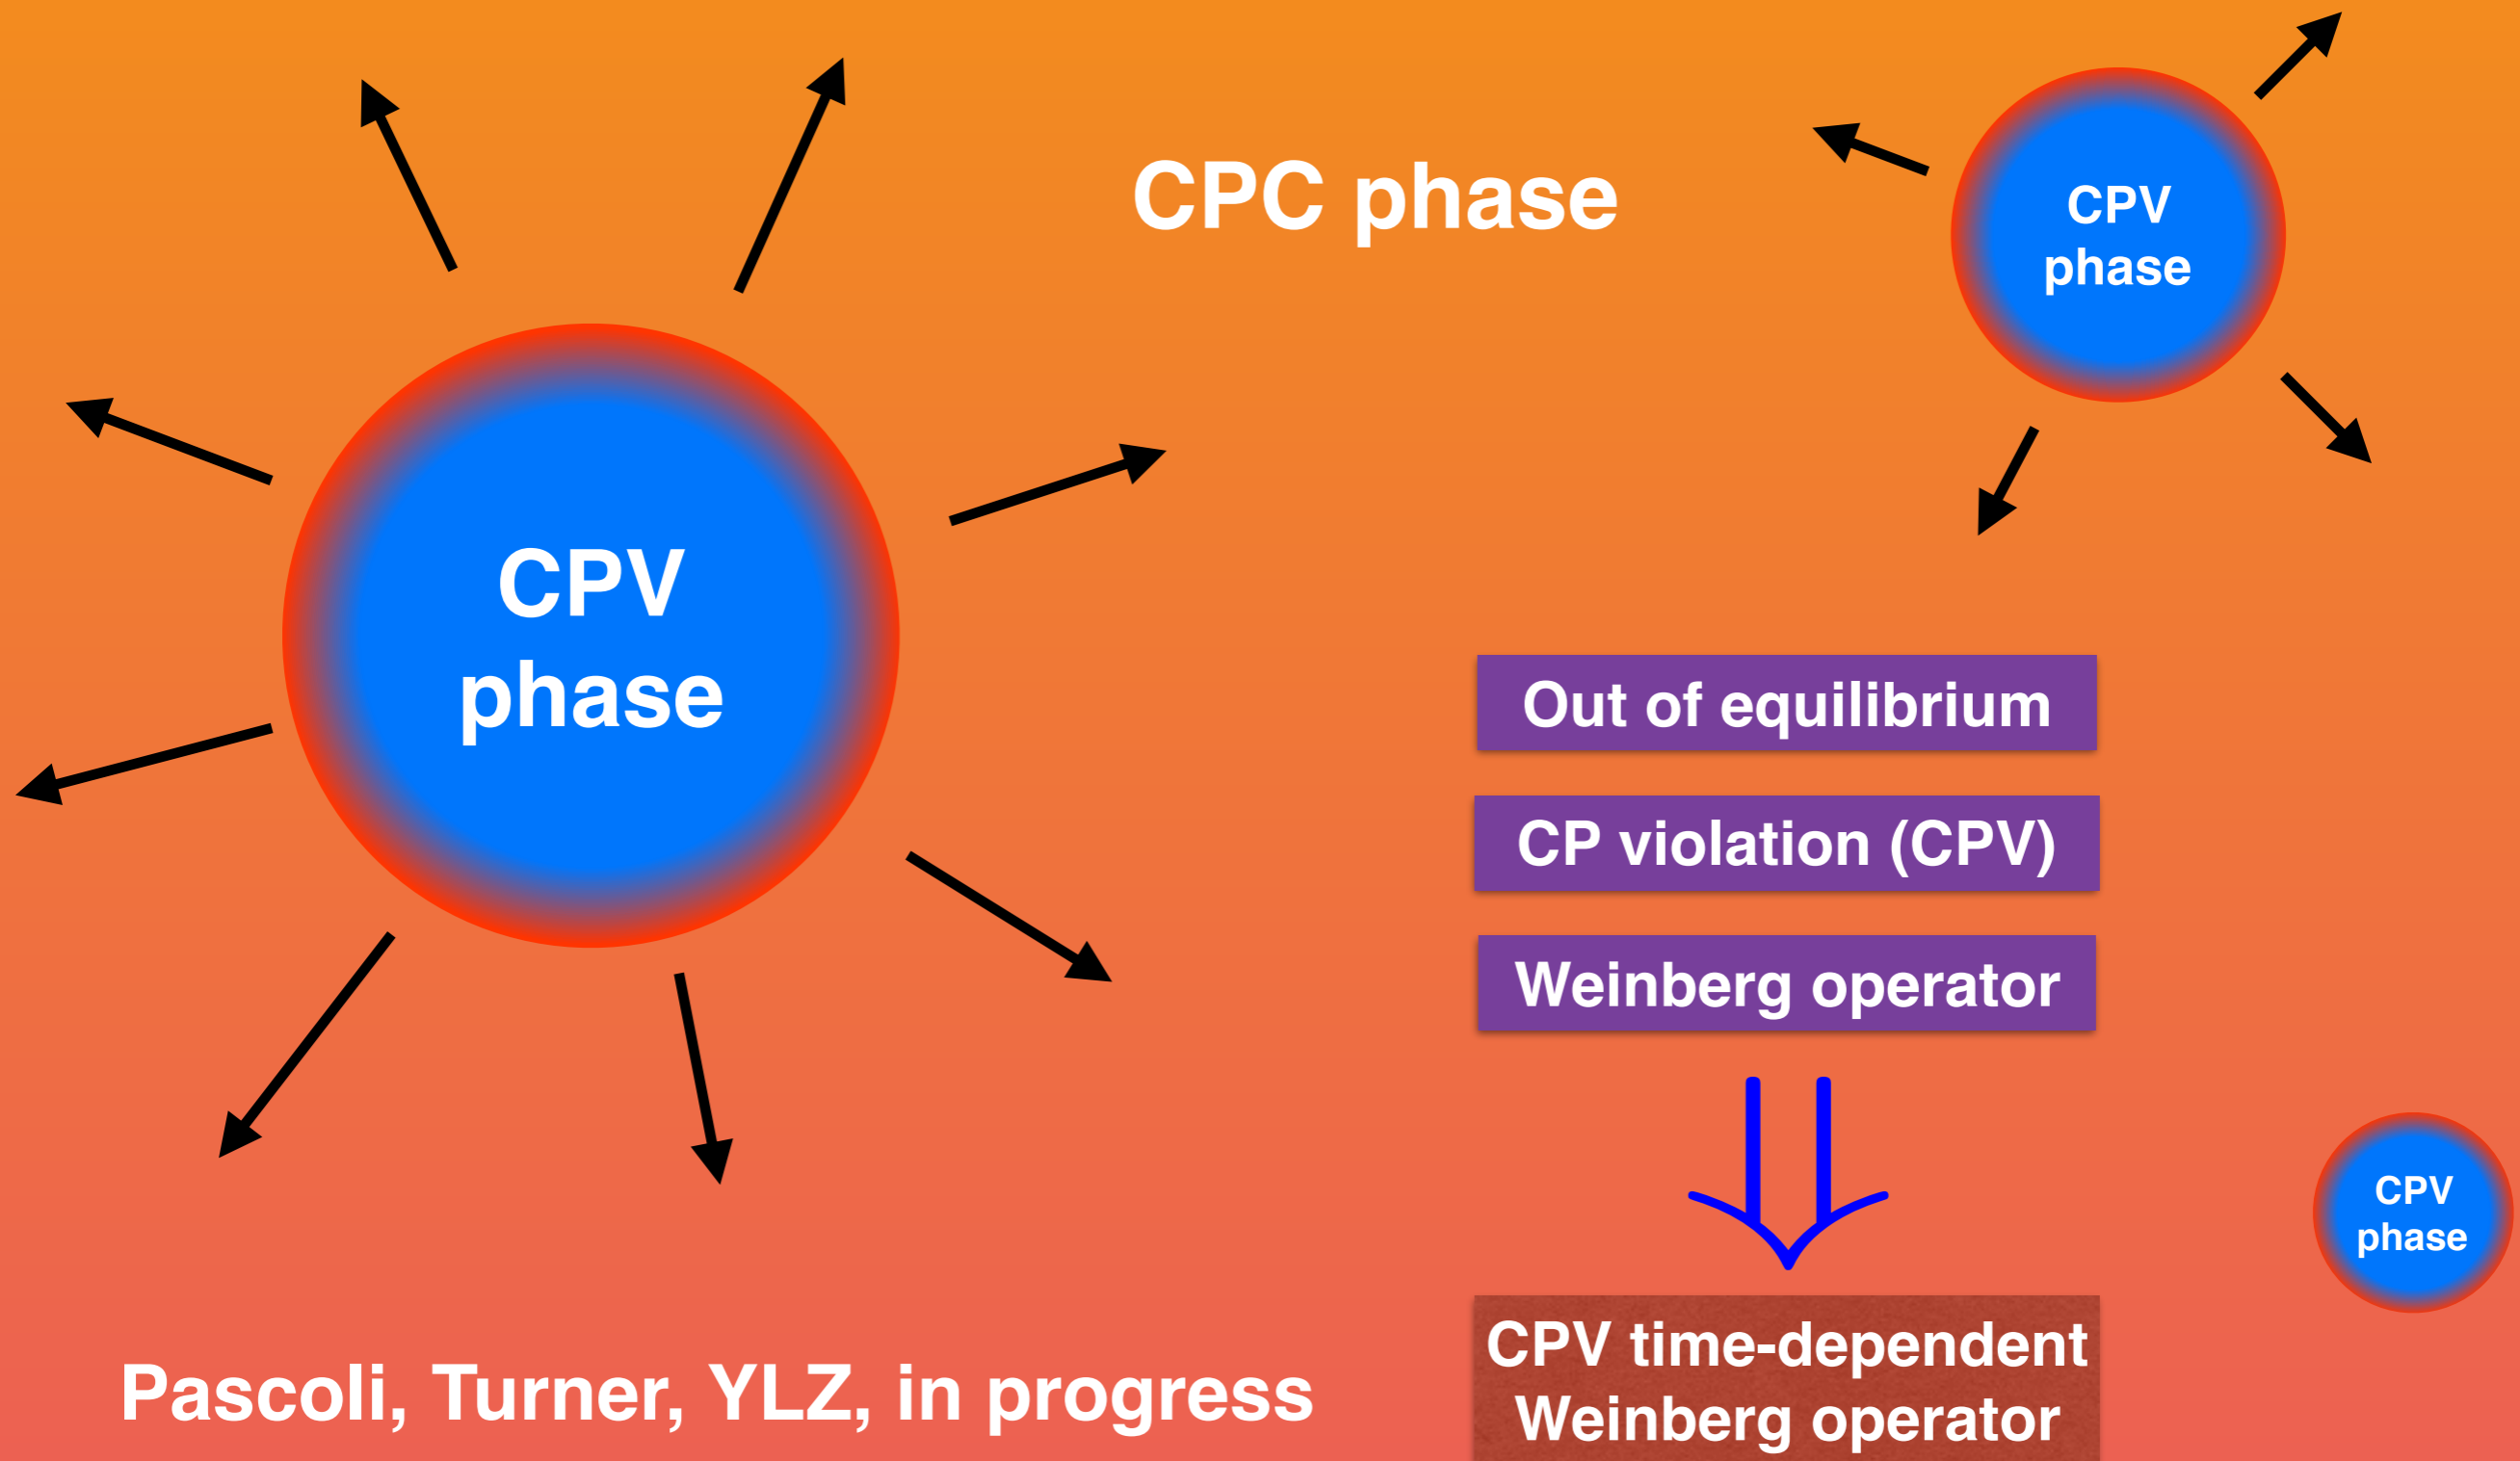 CPC phase
CPV
phase
CPV
phase
Out of equilibrium
CP violation (CPV)
Weinberg operator
CPV
phase
CPV time-dependent
Weinberg operator
Pascoli, Turner, YLZ, in progress